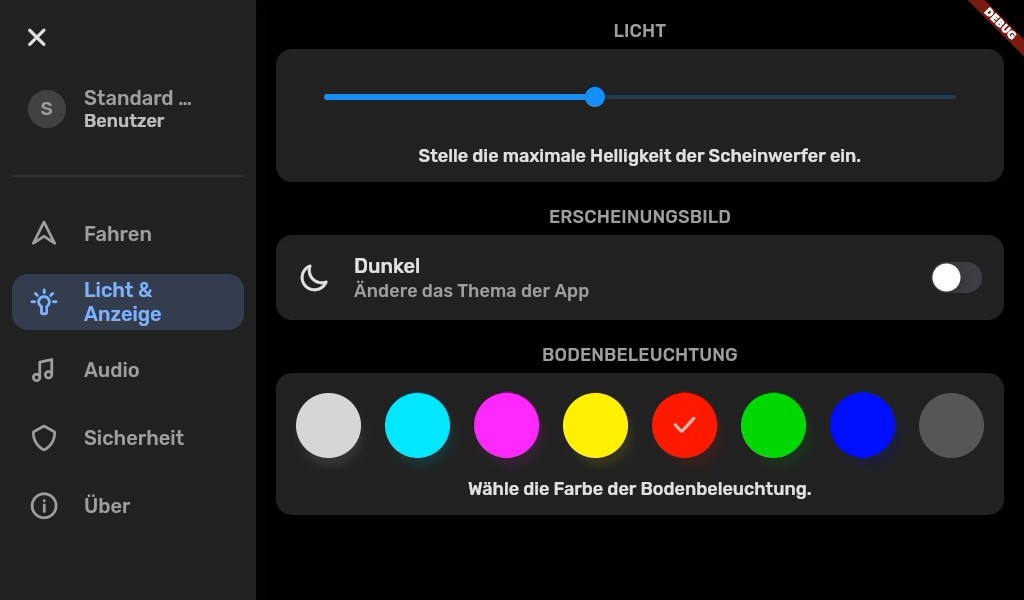 S
Standard ...
Benutzer
Fahren
Licht &
Anzeige
Audio
Sicherheit
Über
LICHT
Stelle die maximale Helligkeit der Scheinwerfer ein.
ERSCHEINUNGSBILD
Dunkel
Ändere das Thema der App
BODENBELEUCHTUNG
Wähle die Farbe der Bodenbeleuchtung.
DEBUG